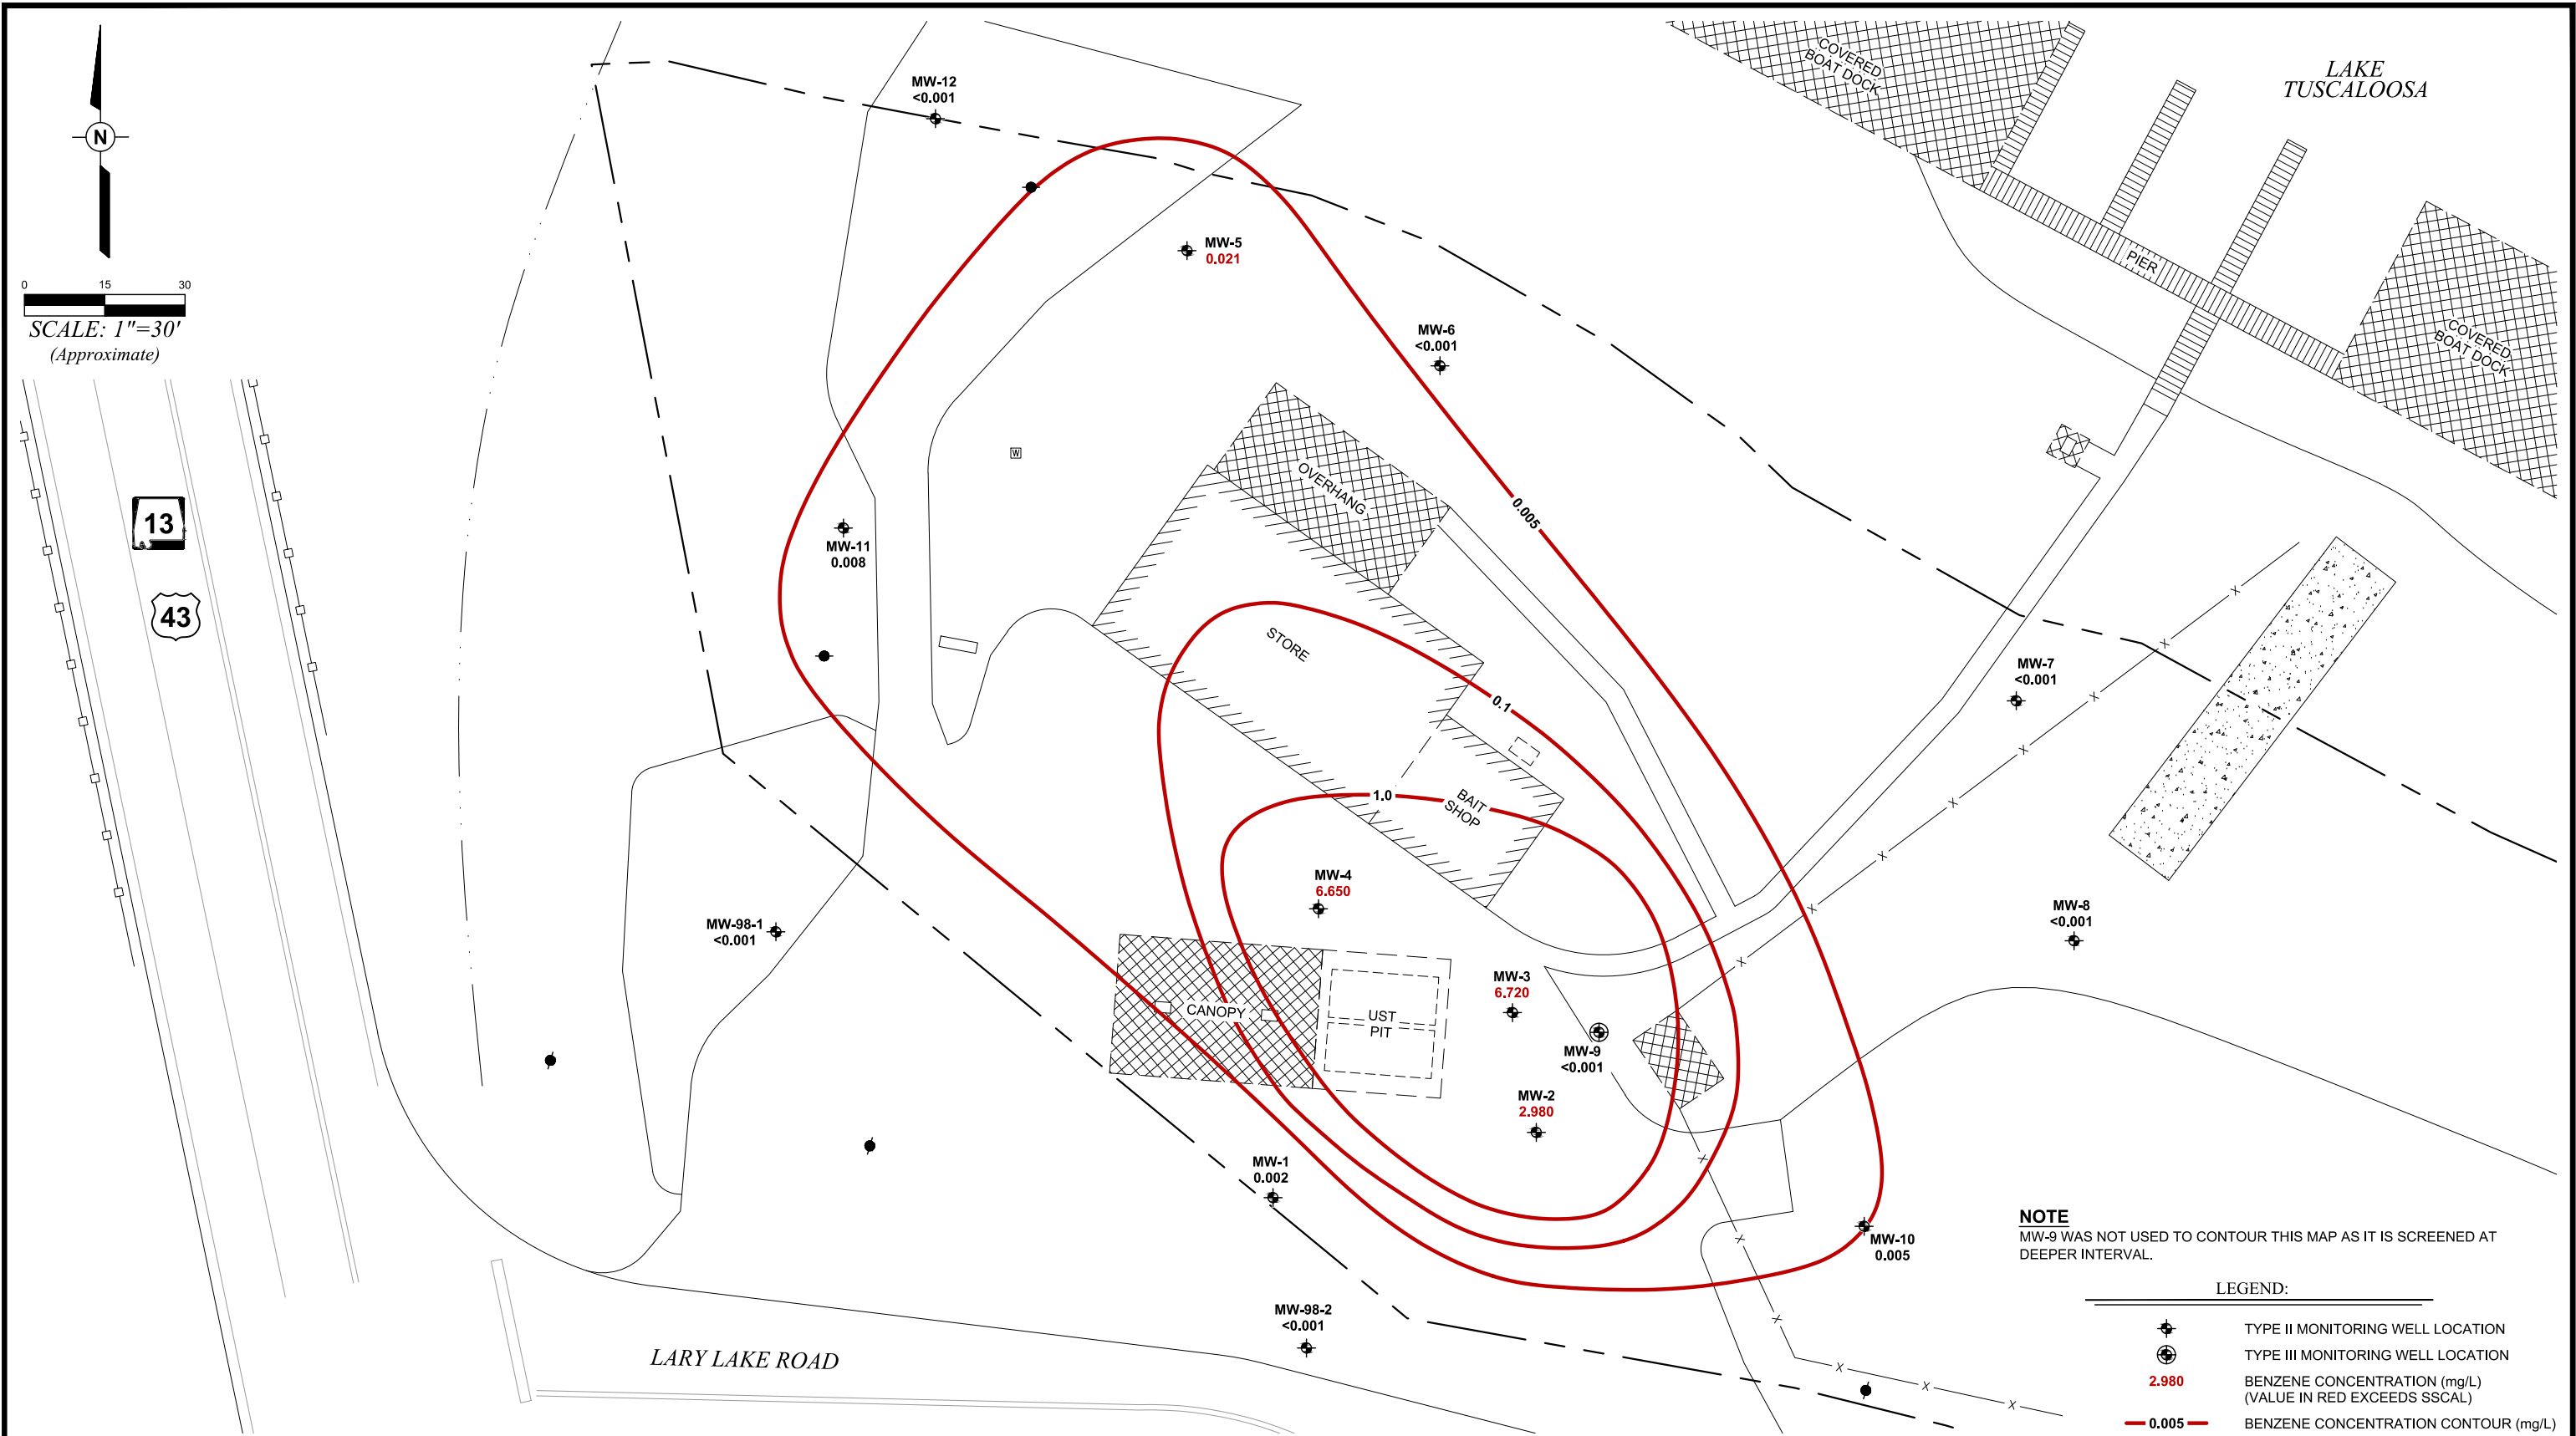 LAKE
TUSCALOOSA
COVERED
BOAT DOCK
MW-12
<0.001
N
MW-5
0.021
PIER
0 15 30
SCALE: 1"=30'
(Approximate)
MW-6
<0.001
COVERED
BOAT DOCK
W
OVERHANG
0.005
13
MW-11
0.008
43
STORE
MW-7
<0.001
0.1
1.0
BAIT
SHOP
MW-4
6.650
MW-98-1
<0.001
MW-8
<0.001
MW-3
6.720
CANOPY
UST
PIT
MW-9
<0.001
MW-2
2.980
MW-1
0.002
MW-10
0.005
NOTE
MW-9 WAS NOT USED TO CONTOUR THIS MAP AS IT IS SCREENED AT
DEEPER INTERVAL.
MW-98-2
<0.001
LARY LAKE ROAD
LEGEND:
TYPE II MONITORING WELL LOCATION
TYPE III MONITORING WELL LOCATION
2.980 BENZENE CONCENTRATION (mg/L)
(VALUE IN RED EXCEEDS SSCAL)
0.005 BENZENE CONCENTRATION CONTOUR (mg/L)